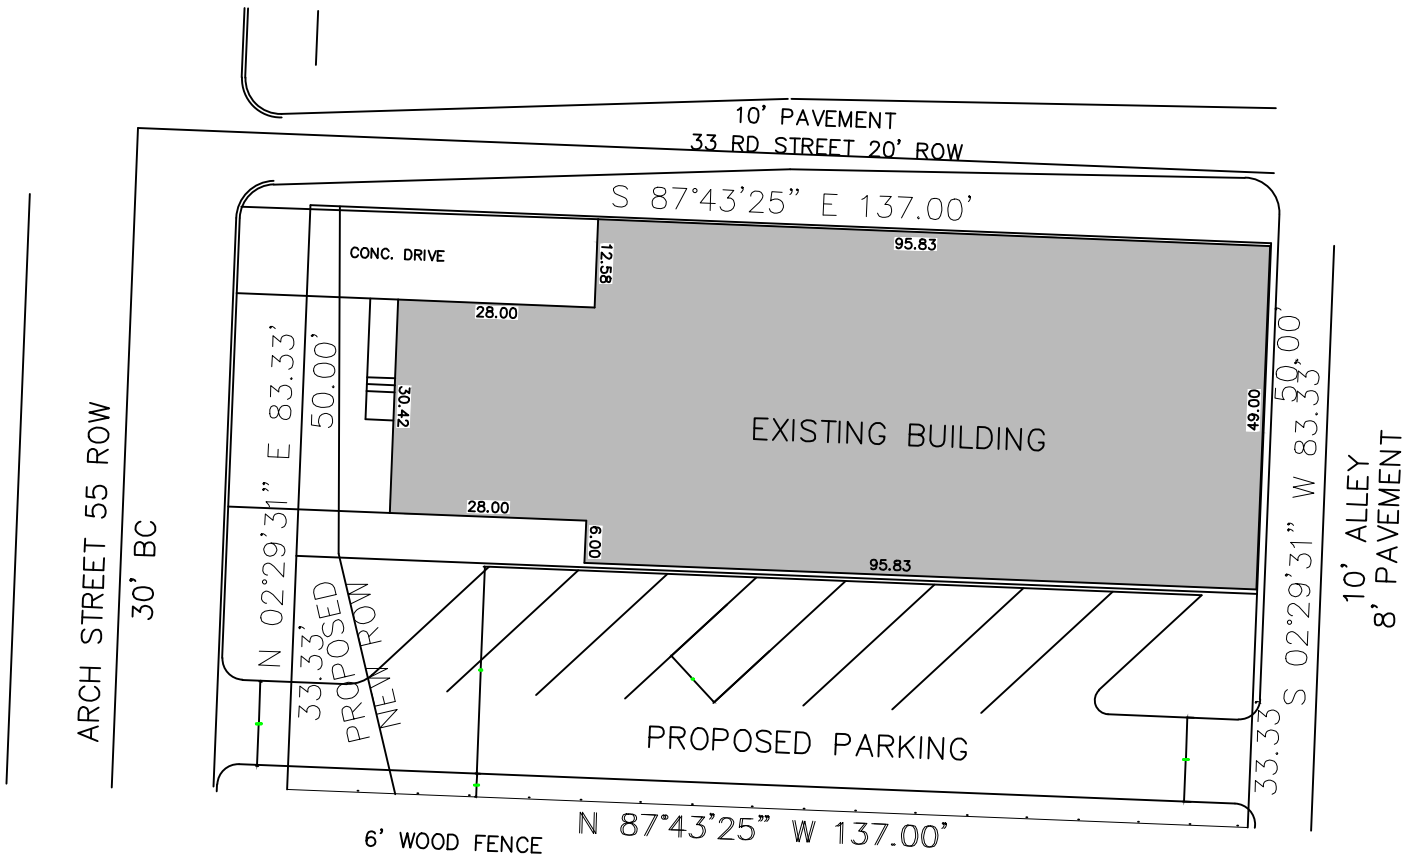 10' PAVEMENT
33 RD STREET 20' ROW
S 87°43'25" E 137.00'
95.83
CONC. DRIVE
12.58
28.00
N 02°29'31" E 83.33'
50.00'
30.42
EXISTING BUILDING
49.00
50.00'
S 02°29'31" W 83.33'
10' ALLEY
8' PAVEMENT
ARCH STREET 55 ROW
30' BC
28.00
6.00
95.83
33.33'
PROPOSED
NEW ROW
PROPOSED PARKING
33.33'
N 87°43'25" W 137.00'
6' WOOD FENCE